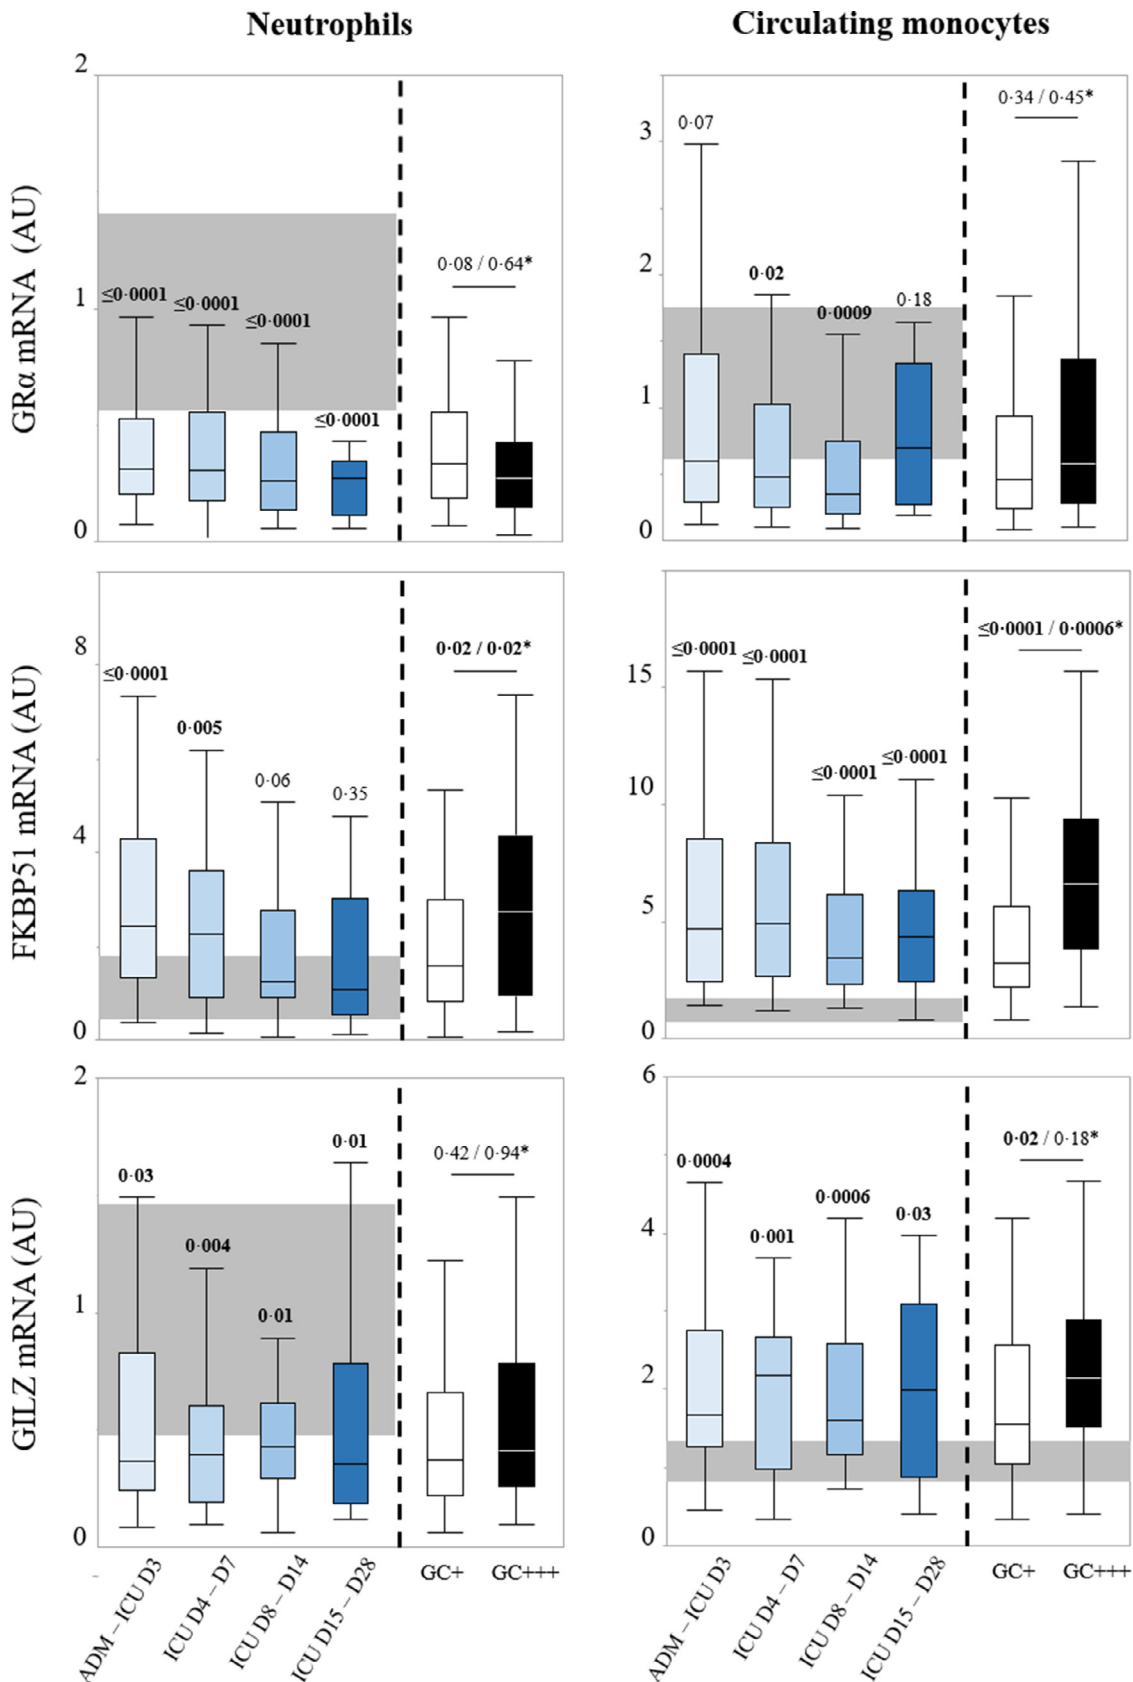 Neutrophils
Circulating monocytes
GRα mRNA (AU)
2
1
0
≤0·0001
≤0·0001
≤0·0001
≤0·0001
0·08 / 0·64*
3
2
1
0
0·07
0·02
0·0009
0·18
0·34 / 0·45*
FKBP51 mRNA (AU)
8
4
0
≤0·0001
0·005
0·06
0·35
0·02 / 0·02*
15
10
5
0
≤0·0001
≤0·0001
≤0·0001
≤0·0001
≤0·0001 / 0·0006*
GILZ mRNA (AU)
2
1
0
0·03
0·004
0·01
0·01
0·42 / 0·94*
6
4
2
0
0·0004
0·001
0·0006
0·03
0·02 / 0·18*
ADM – ICU D3
ICU D4 – D7
ICU D8 – D14
ICU D15 – D28
GC+
GC+++
ADM – ICU D3
ICU D4 – D7
ICU D8 – D14
ICU D15 – D28
GC+
GC+++